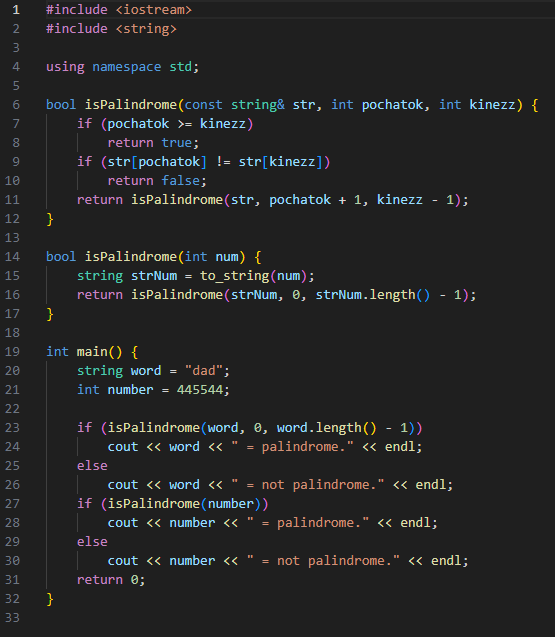 1 #include <iostream>
2 #include <string>
3
4 using namespace std;
5
6 bool isPalindrome(const string& str, int pochatok, int kinezz) {
7     if (pochatok >= kinezz)
8         return true;
9     if (str[pochatok] != str[kinezz])
10         return false;
11     return isPalindrome(str, pochatok + 1, kinezz - 1);
12 }
13
14 bool isPalindrome(int num) {
15     string strNum = to_string(num);
16     return isPalindrome(strNum, 0, strNum.length() - 1);
17 }
18
19 int main() {
20     string word = "dad";
21     int number = 445544;
22
23     if (isPalindrome(word, 0, word.length() - 1))
24         cout << word << " = palindrome." << endl;
25     else
26         cout << word << " = not palindrome." << endl;
27     if (isPalindrome(number))
28         cout << number << " = palindrome." << endl;
29     else
30         cout << number << " = not palindrome." << endl;
31     return 0;
32 }
33